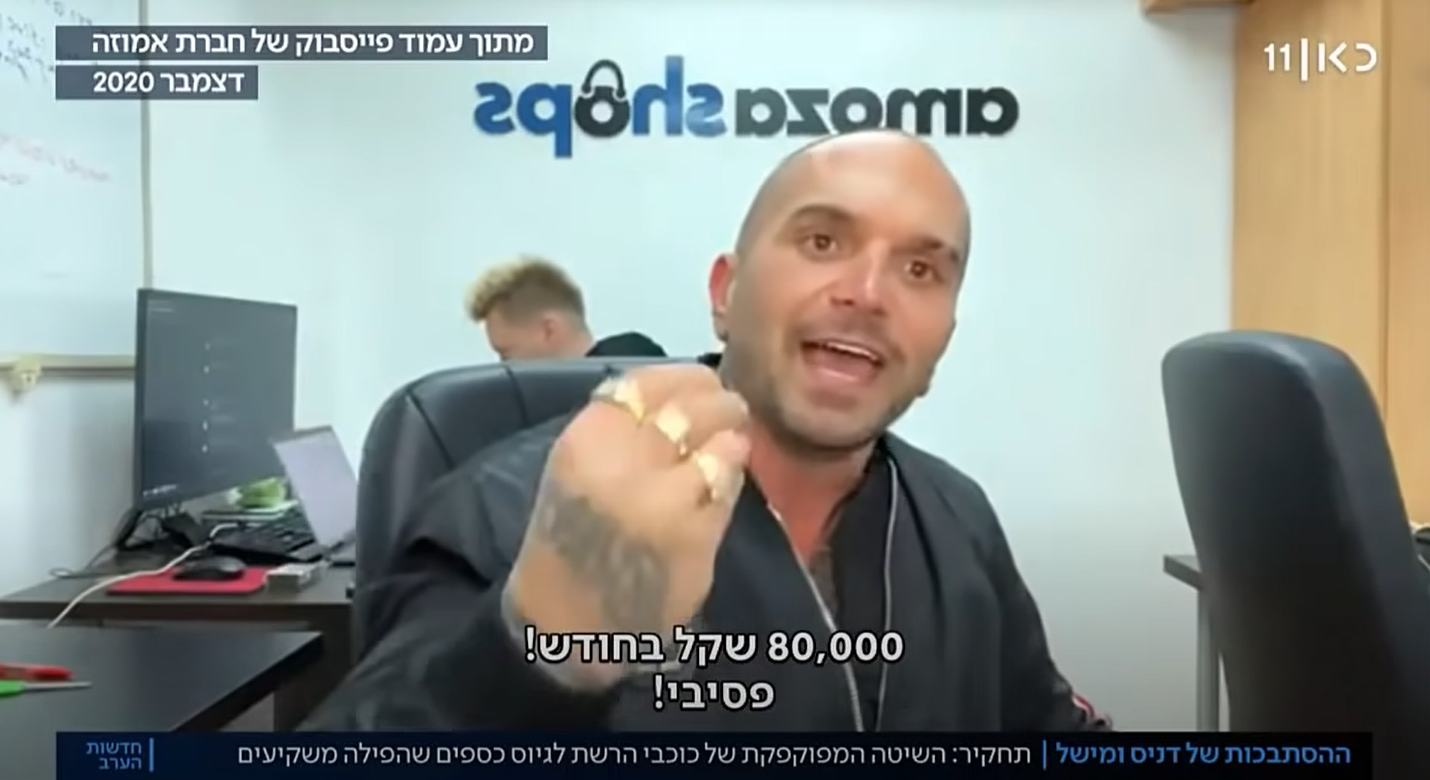 מתוך עמוד פייסבוק של חברת אמוזה
דצמבר 2020
כאן|11
amoza shops
80,000 שקל בחודש!
פסיבי!
ההסתבכות של דניס ומישל | תחקיר: השיטה המפוקפקת של כוכבי הרשת לגיוס כספים שהפילה משקיעים
חדשות
הערב